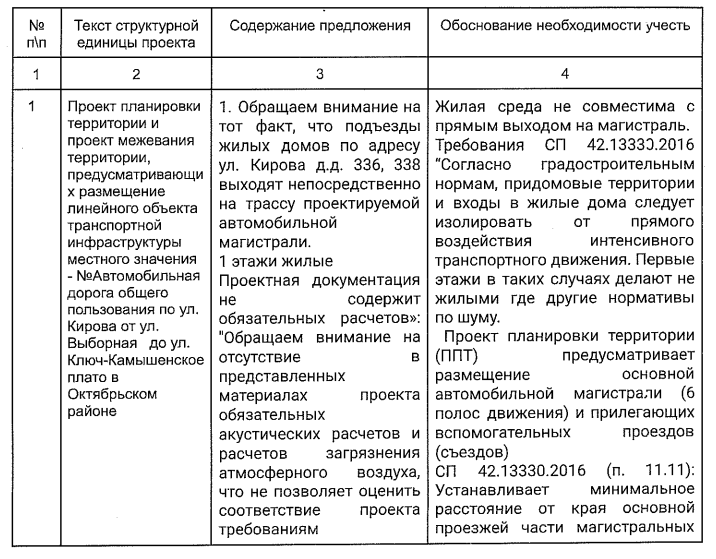 № п\п
Текст структурной единицы проекта
Содержание предложения
Обоснование необходимости учесть
1
2
3
4
1
Проект планировки
территории и
проект межевания
территории,
предусматривающи
х размещение
линейного объекта
транспортной
инфраструктуры
местного значения
- №Автомобильная
дорога общего
пользования по ул.
Кирова от ул.
Выборная до ул.
Ключ-Камышенское
плато в
Октябрьском
районе
1. Обращаем внимание на
тот факт, что подъезды
жилых домов по адресу
ул. Кирова д.д. 336, 338
выходят непосредственно
на трассу проектируемой
автомобильной
магистрали.
1 этажи жилые
Проектная документация
не содержит
обязательных расчетов»:
"Обращаем внимание на
отсутствие в
представленных
материалах проекта
обязательных
акустических расчетов и
расчетов загрязнения
атмосферного воздуха,
что не позволяет оценить
соответствие проекта
требованиям
Жилая среда не совместима с
прямым выходом на магистраль.
Требования СП 42.13330.2016
“Согласно градостроительным
нормам, придомовые территории
и входы в жилые дома следует
изолировать от прямого
воздействия интенсивного
транспортного движения. Первые
этажи в таких случаях делают не
жилыми где другие нормативы
по шуму.
Проект планировки территории
(ППТ) предусматривает
размещение основной
автомобильной магистрали (6
полос движения) и прилегающих
вспомогательных проездов
(съездов)
СП 42.13330.2016 (п. 11.11):
Устанавливает минимальное
расстояние от края основной
проезжей части магистральных